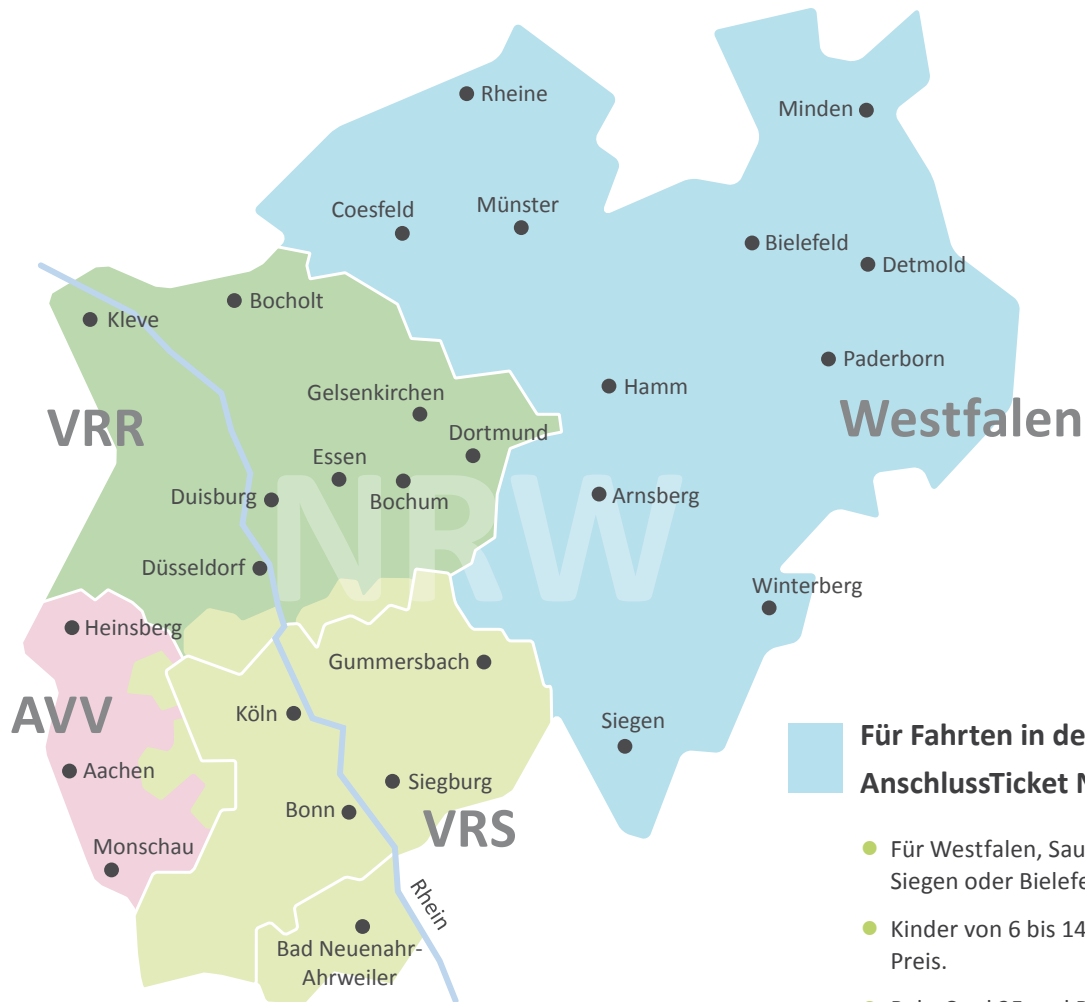 Rheine
Minden
Coesfeld
Münster
Bielefeld
Detmold
Bocholt
Kleve
Paderborn
Hamm
Gelsenkirchen
VRR
Westfalen
Dortmund
Essen
NRW
Duisburg
Bochum
Arnsberg
Düsseldorf
Winterberg
Heinsberg
Gummersbach
AVV
Köln
Siegen
Für Fahrten in de
Aachen
Siegburg
AnschlussTicket N
Bonn
VRS
Monschau
Für Westfalen, Sau
Siegen oder Bielefe
Rhein
Kinder von 6 bis 14
Preis.
Bad Neuenahr-
Ahrweiler